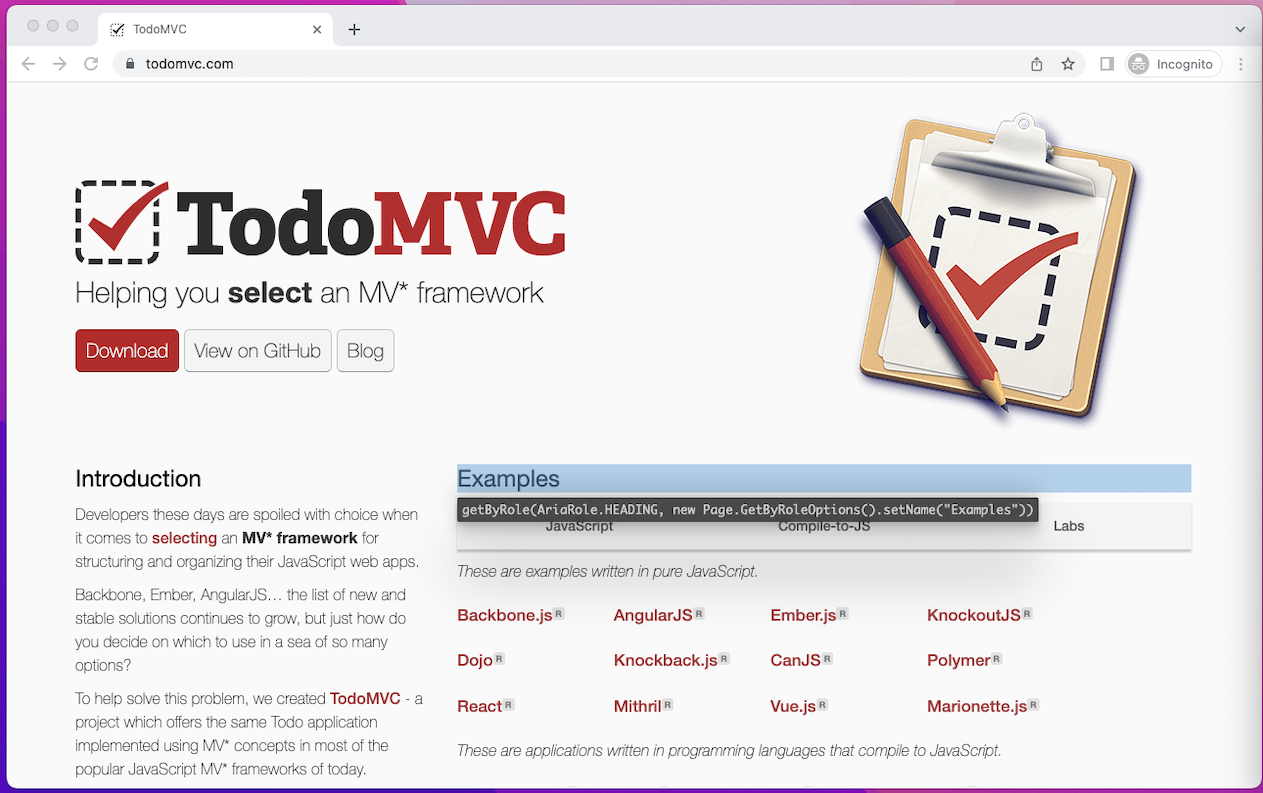 TodoMVC
todomvc.com
Incognito
TodoMVC
Helping you select an MV* framework
Download
View on GitHub
Blog
Introduction
Developers these days are spoiled with choice when
it comes to selecting an MV* framework for
structuring and organizing their JavaScript web apps.
Backbone, Ember, AngularJS… the list of new and
stable solutions continues to grow, but just how do
you decide on which to use in a sea of so many
options?
To help solve this problem, we created TodoMVC - a
project which offers the same Todo application
implemented using MV* concepts in most of the
popular JavaScript MV* frameworks of today.
Examples
getByRole(AriaRole.HEADING, new Page.GetByRoleOptions().setName("Examples"))
JavaScript Compile-to-JS Labs
These are examples written in pure JavaScript.
Backbone.js R AngularJS R Ember.js R KnockoutJS R
Dojo R Knockback.js R CanJS R Polymer R
React R Mithril R Vue.js R Marionette.js R
These are applications written in programming languages that compile to JavaScript.